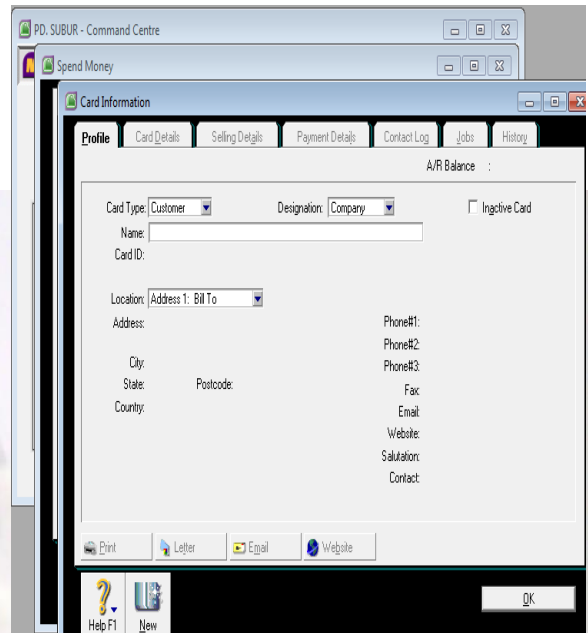 PD. SUBUR - Command Centre
Spend Money
Card Information
Profile Card Details Selling Details Payment Details Contact Log Jobs History
A/R Balance :
Card Type: Customer Designation: Company Inactive Card
Name:
Card ID:
Location: Address 1: Bill To
Address: Phone#1:
Phone#2:
City: Phone#3:
State: Postcode: Fax:
Country: Email:
Website:
Salutation:
Contact:
Print Letter Email Website
Help F1 New OK